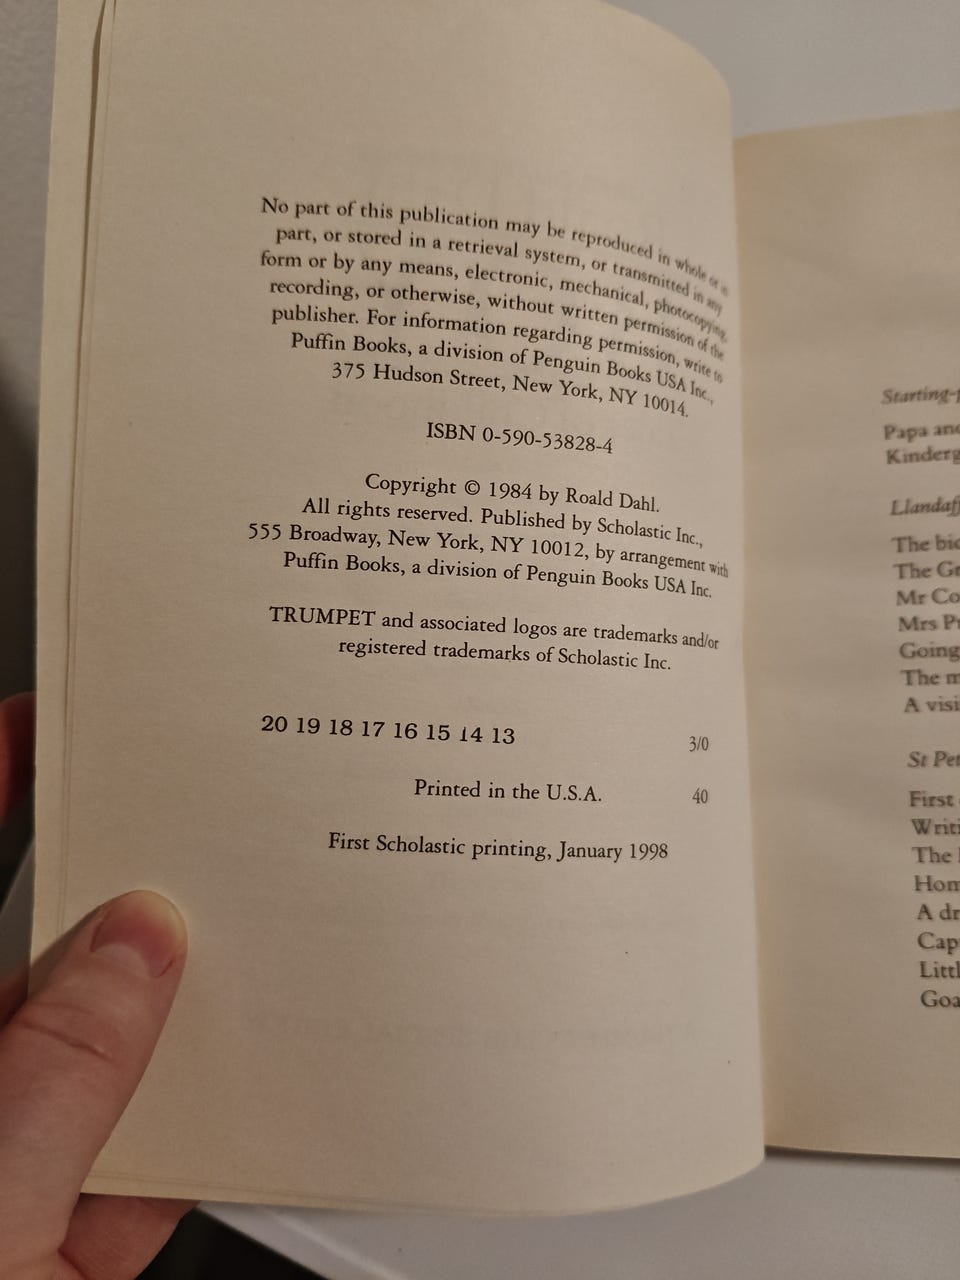 No part of this publication may be reproduced in whole or in
part, or stored in a retrieval system, or transmitted in any
form or by any means, electronic, mechanical, photocopying,
recording, or otherwise, without written permission of the
publisher. For information regarding permission, write to
Puffin Books, a division of Penguin Books USA Inc.,
375 Hudson Street, New York, NY 10014.
ISBN 0-590-53828-4
Copyright © 1984 by Roald Dahl.
All rights reserved. Published by Scholastic Inc.,
555 Broadway, New York, NY 10012, by arrangement with
Puffin Books, a division of Penguin Books USA Inc.
TRUMPET and associated logos are trademarks and/or
registered trademarks of Scholastic Inc.
20 19 18 17 16 15 14 13 3/0
Printed in the U.S.A. 40
First Scholastic printing, January 1998
Starting-
Papa and
Kinderg
Llandaff
The bic
The Gr
Mr Co
Mrs Pr
Going
The m
A visi
St Pet
First
Writi
The
Hom
A dr
Cap
Littl
Goa